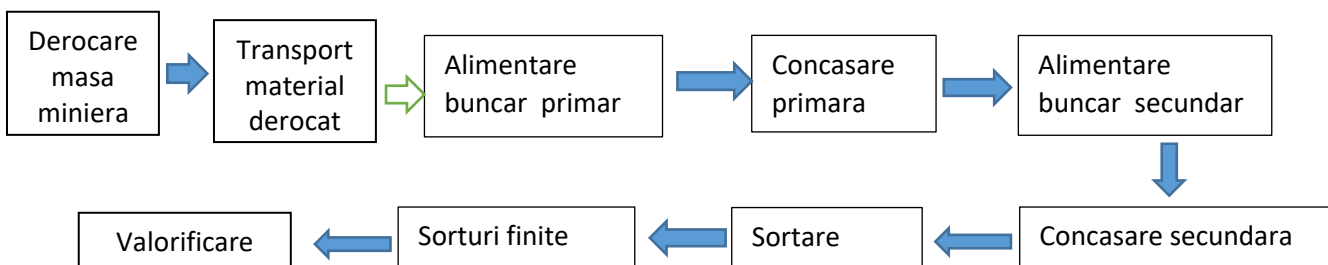 Derocare
masa
miniera
Transport
material
derocat
Alimentare
buncar primar
Concasare
primara
Alimentare
buncar secundar
Concasare secundara
Sortare
Sorturi finite
Valorificare